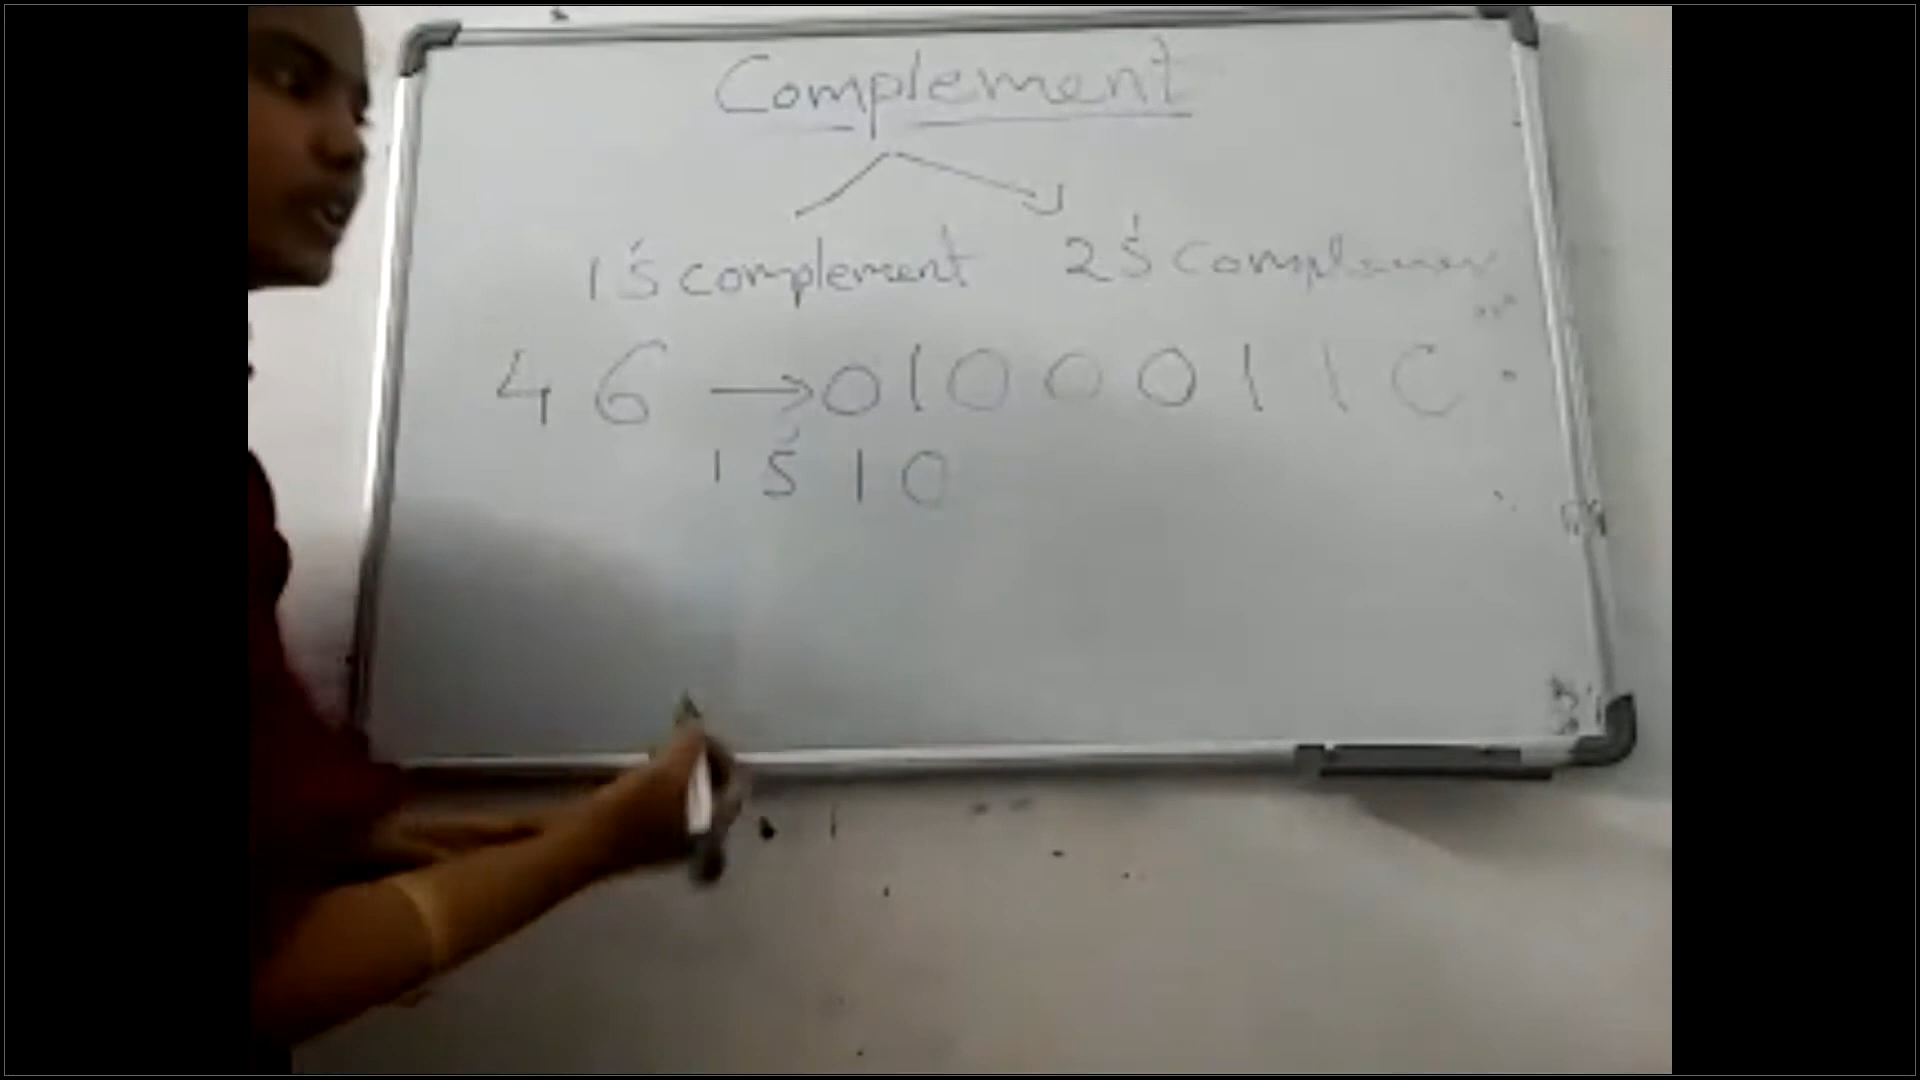 Complement
1's complement 2's Complement
46 → 01000110
1's 10